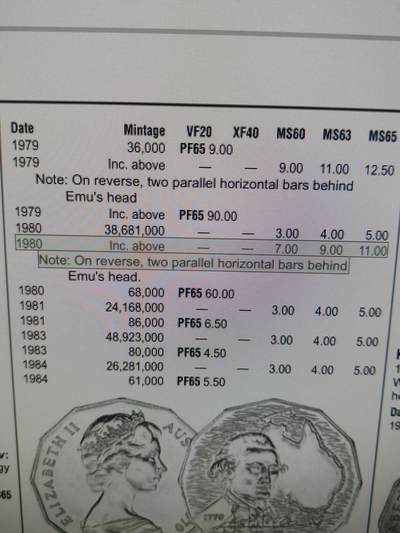 Date Mintage VF20 XF40 MS60 MS63 MS65
1979 36,000 PF65 9.00
1979 Inc. above — — 9.00 11.00 12.50
Note: On reverse, two parallel horizontal bars behind
Emu's head
1979 Inc. above PF65 90.00
1980 38,681,000 — — 3.00 4.00 5.00
1980 Inc. above — — 7.00 9.00 11.00
Note: On reverse, two parallel horizontal bars behind
Emu's head.
1980 68,000 PF65 60.00
1981 24,168,000 — — 3.00 4.00 5.00
1981 86,000 PF65 6.50
1983 48,923,000 — — 3.00 4.00 5.00
1983 80,000 PF65 4.50
1984 26,281,000 — — 3.00 4.00 5.00
1984 61,000 PF65 5.50
ELIZABETH II AUS
1770